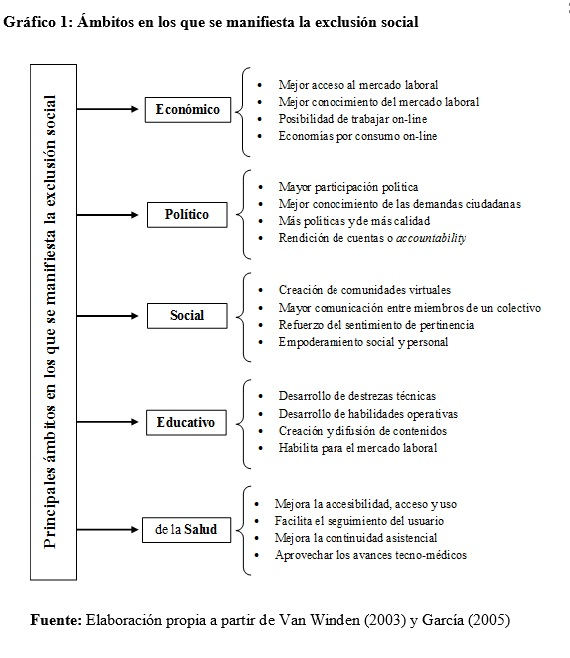 Gráfico 1: Ámbitos en los que se manifiesta la exclusión social
Principales ámbitos en los que se manifiesta la exclusión social
Económico
• Mejor acceso al mercado laboral
• Mejor conocimiento del mercado laboral
• Posibilidad de trabajar on-line
• Economías por consumo on-line
Político
• Mayor participación política
• Mejor conocimiento de las demandas ciudadanas
• Más políticas y de más calidad
• Rendición de cuentas o accountability
Social
• Creación de comunidades virtuales
• Mayor comunicación entre miembros de un colectivo
• Refuerzo del sentimiento de pertinencia
• Empoderamiento social y personal
Educativo
• Desarrollo de destrezas técnicas
• Desarrollo de habilidades operativas
• Creación y difusión de contenidos
• Habilita para el mercado laboral
de la Salud
• Mejora la accesibilidad, acceso y uso
• Facilita el seguimiento del usuario
• Mejora la continuidad asistencial
• Aprovechar los avances tecno-médicos
Fuente: Elaboración propia a partir de Van Winden (2003) y García (2005)